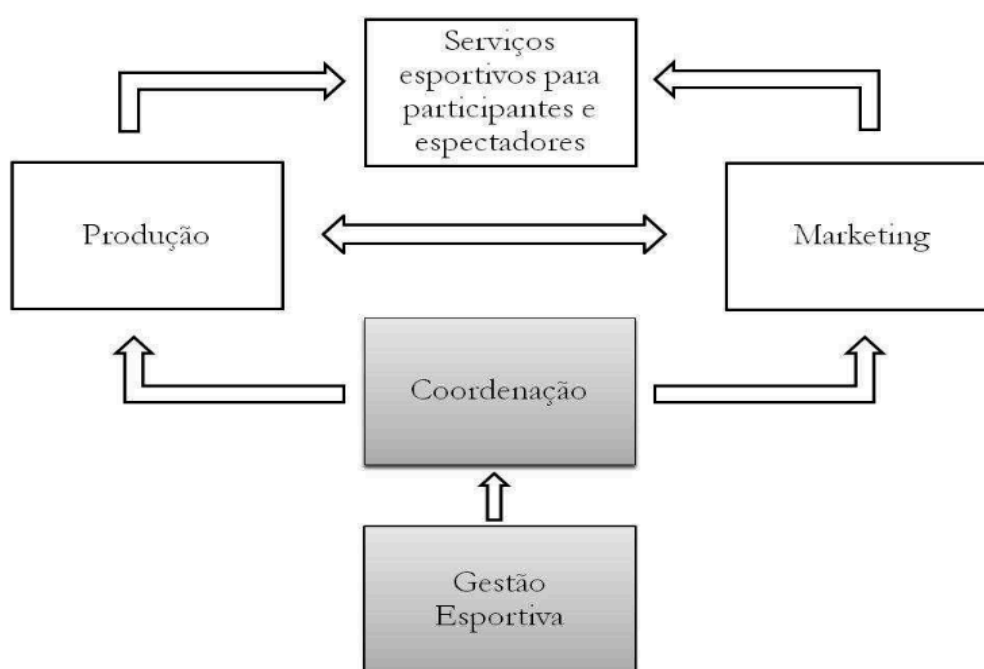 Serviços
esportivos para
participantes e
espectadores
Produção
Marketing
Coordenação
Gestão
Esportiva